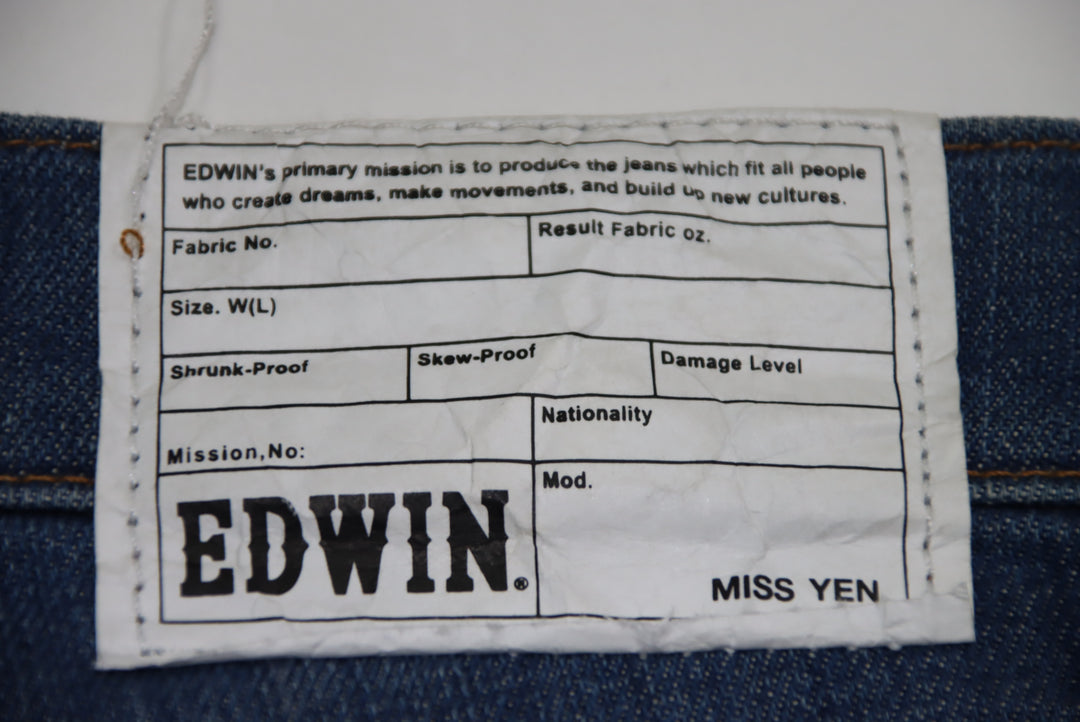 EDWIN's primary mission is to produce the jeans which fit all people
who create dreams, make movements, and build up new cultures.
Fabric No.
Result Fabric oz.
Size. W(L)
Shrunk-Proof
Skew-Proof
Damage Level
Mission,No:
Nationality
Mod.
EDWIN®
MISS YEN